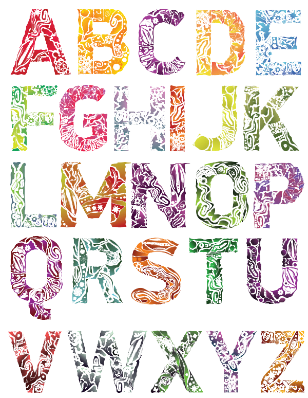 ABCDE
FGHIJK
LMNOP
QRSTU
VWXYZ